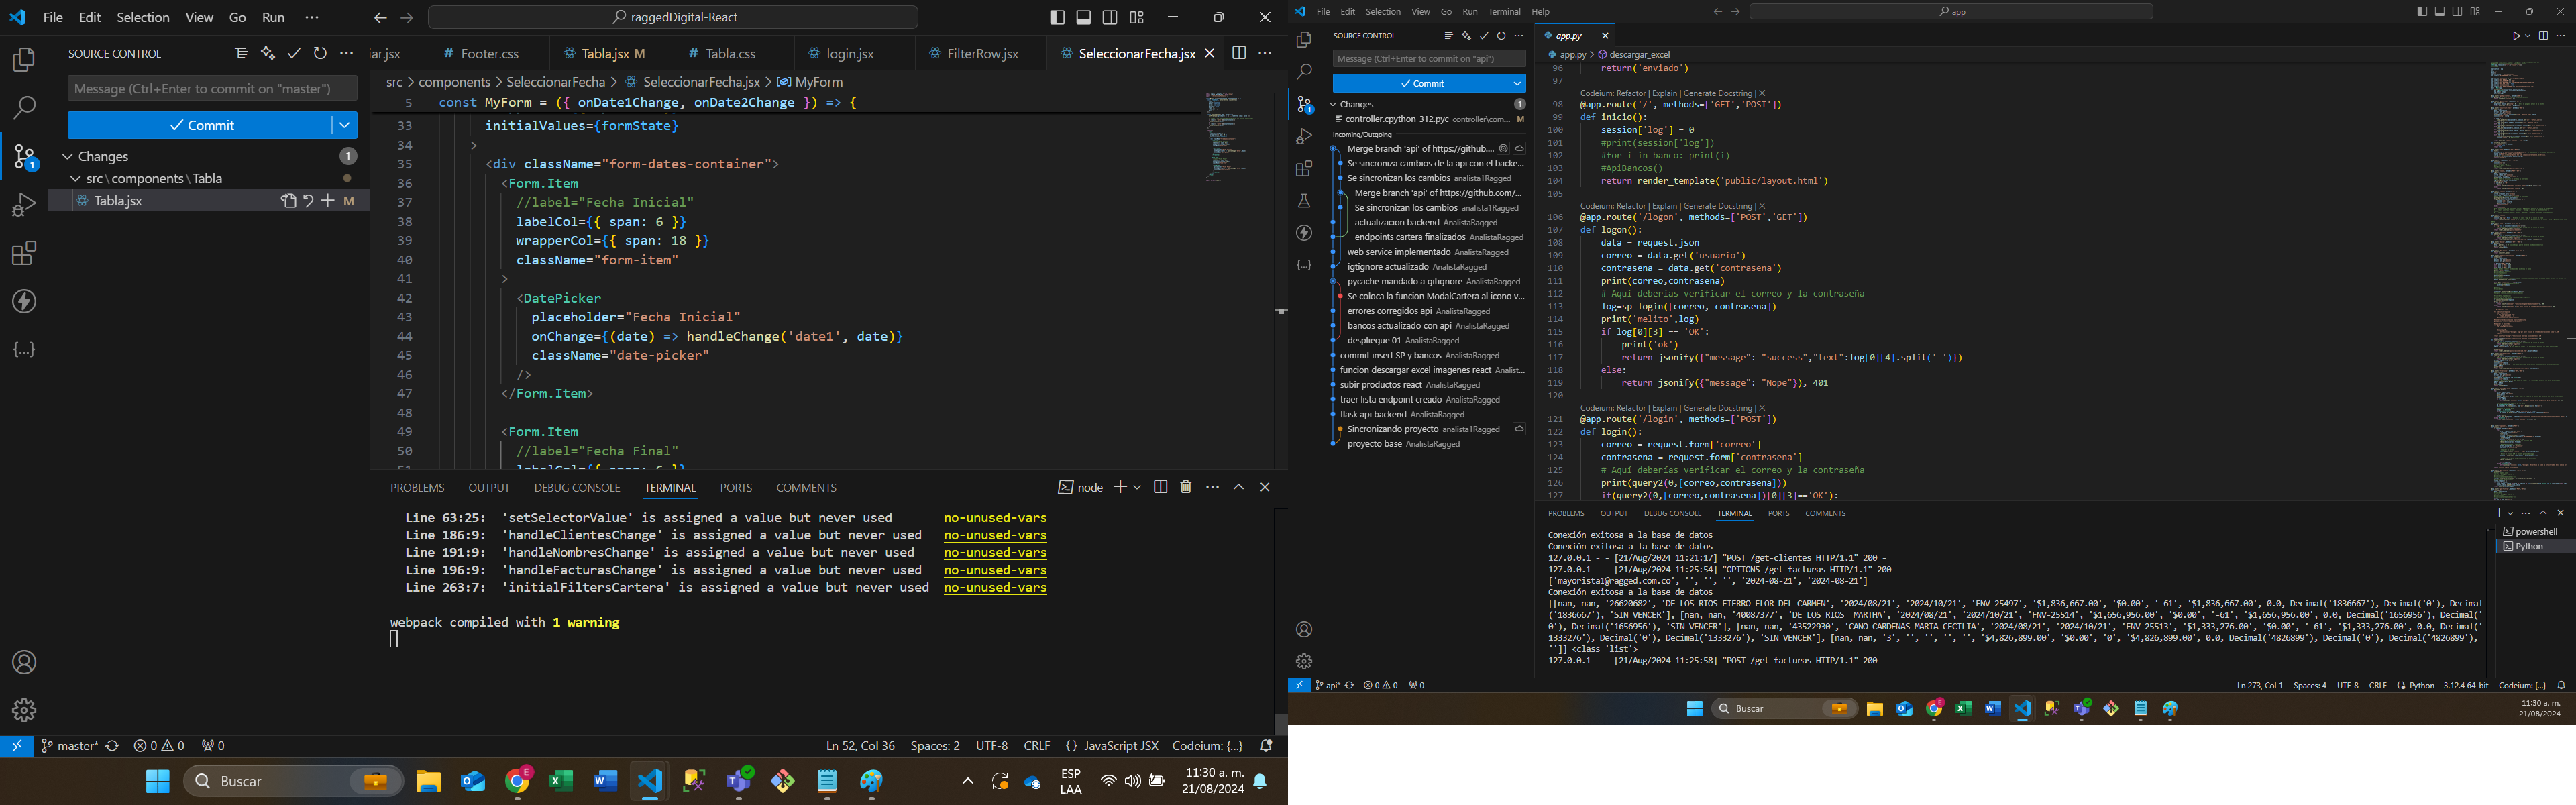 File Edit Selection View Go Run ···
raggedDigital-React
SOURCE CONTROL
Message (Ctrl+Enter to commit on "master")
Commit
Changes 1
src\components\Tabla
Tabla.jsx M
ar.jsx
# Footer.css
Tabla.jsx M
# Tabla.css
login.jsx
FilterRow.jsx
SeleccionarFecha.jsx
src > components > SeleccionarFecha > SeleccionarFecha.jsx > MyForm
5 const MyForm = ({ onDate1Change, onDate2Change }) => {
33 initialValues={formState}
34 >
35 <div className="form-dates-container">
36 <Form.Item
37 //label="Fecha Inicial"
38 labelCol={{ span: 6 }}
39 wrapperCol={{ span: 18 }}
40 className="form-item"
41 >
42 <DatePicker
43 placeholder="Fecha Inicial"
44 onChange={(date) => handleChange('date1', date)}
45 className="date-picker"
46 />
47 </Form.Item>
48
49 <Form.Item
50 //label="Fecha Final"
51 labelCol={{ span: 6 }}
PROBLEMS OUTPUT DEBUG CONSOLE TERMINAL PORTS COMMENTS
node
Line 63:25: 'setSelectorValue' is assigned a value but never used no-unused-vars
Line 186:9: 'handleClientesChange' is assigned a value but never used no-unused-vars
Line 191:9: 'handleNombresChange' is assigned a value but never used no-unused-vars
Line 196:9: 'handleFacturasChange' is assigned a value but never used no-unused-vars
Line 263:7: 'initialFiltersCartera' is assigned a value but never used no-unused-vars
webpack compiled with 1 warning
master* 0 0 0
Ln 52, Col 36 Spaces: 2 UTF-8 CRLF {} JavaScript JSX Codeium: {...}
Buscar
ESP
LAA
11:30 a. m.
21/08/2024
File Edit Selection View Go Run Terminal Help
app
SOURCE CONTROL
Message (Ctrl+Enter to commit on "api")
Commit
Changes 1
controller.cpython-312.pyc controller\com... M
Incoming/Outgoing
Merge branch 'api' of https://github....
Se sincroniza cambios de la api con el backe...
Se sincronizan los cambios analista1Ragged
Merge branch 'api' of https://github.com/...
Se sincronizan los cambios analista1Ragged
actualizacion backend AnalistaRagged
endpoints cartera finalizados AnalistaRagged
web service implementado AnalistaRagged
igtignore actualizado AnalistaRagged
pycache mandado a gitignore AnalistaRagged
Se coloca la funcion ModalCartera al icono v...
errores corregidos api AnalistaRagged
bancos actualizado con api AnalistaRagged
despliegue 01 AnalistaRagged
commit insert SP y bancos AnalistaRagged
funcion descargar excel imagenes react Analist...
subir productos react AnalistaRagged
traer lista endpoint creado AnalistaRagged
flask api backend AnalistaRagged
Sincronizando proyecto analista1Ragged
proyecto base AnalistaRagged
app.py
app.py > descargar_excel
96 return('enviado')
97
Codeium: Refactor | Explain | Generate Docstring | X
98 @app.route('/', methods=['GET','POST'])
99 def inicio():
100 session['log'] = 0
101 #print(session['log'])
102 #for i in banco: print(i)
103 #ApiBancos()
104 return render_template('public/layout.html')
105
Codeium: Refactor | Explain | Generate Docstring | X
106 @app.route('/logon', methods=['POST','GET'])
107 def logon():
108 data = request.json
109 correo = data.get('usuario')
110 contrasena = data.get('contrasena')
111 print(correo,contrasena)
112 # Aquí deberías verificar el correo y la contraseña
113 log=sp_login([correo, contrasena])
114 print('melito',log)
115 if log[0][3] == 'OK':
116 print('ok')
117 return jsonify({"message": "success","text":log[0][4].split('-')})
118 else:
119 return jsonify({"message": "Nope"}), 401
120
Codeium: Refactor | Explain | Generate Docstring | X
121 @app.route('/login', methods=['POST'])
122 def login():
123 correo = request.form['correo']
124 contrasena = request.form['contrasena']
125 # Aquí deberías verificar el correo y la contraseña
126 print(query2(0,[correo,contrasena]))
127 if(query2(0,[correo,contrasena])[0][3]=='OK'):
PROBLEMS OUTPUT DEBUG CONSOLE TERMINAL PORTS COMMENTS
powershell
Python
Conexión exitosa a la base de datos
Conexión exitosa a la base de datos
127.0.0.1 - - [21/Aug/2024 11:21:17] "POST /get-clientes HTTP/1.1" 200 -
127.0.0.1 - - [21/Aug/2024 11:25:54] "OPTIONS /get-facturas HTTP/1.1" 200 -
['mayorista1@ragged.com.co', '', '', '', '2024-08-21', '2024-08-21']
Conexión exitosa a la base de datos
[[nan, nan, '26620682', 'DE LOS RIOS FIERRO FLOR DEL CARMEN', '2024/08/21', '2024/10/21', 'FNV-25497', '$1,836,667.00', '$0.00', '-61', '$1,836,667.00', 0.0, Decimal('1836667'), Decimal('0'), Decimal
('1836667'), 'SIN VENCER'], [nan, nan, '40087377', 'DE LOS RIOS  MARTHA', '2024/08/21', '2024/10/21', 'FNV-25514', '$1,656,956.00', '$0.00', '-61', '$1,656,956.00', 0.0, Decimal('1656956'), Decimal('
0'), Decimal('1656956'), 'SIN VENCER'], [nan, nan, '43522930', 'CANO CARDENAS MARTA CECILIA', '2024/08/21', '2024/10/21', 'FNV-25513', '$1,333,276.00', '$0.00', '-61', '$1,333,276.00', 0.0, Decimal('
1333276'), Decimal('0'), Decimal('1333276'), 'SIN VENCER'], [nan, nan, '3', '', '', '', '', '$4,826,899.00', '$0.00', '0', '$4,826,899.00', 0.0, Decimal('4826899'), Decimal('0'), Decimal('4826899'),
'']] <class 'list'>
127.0.0.1 - - [21/Aug/2024 11:25:58] "POST /get-facturas HTTP/1.1" 200 -
api* 0 0 0
Ln 273, Col 1 Spaces: 4 UTF-8 CRLF Python 3.12.4 64-bit Codeium: {...}
Buscar
11:30 a. m.
21/08/2024